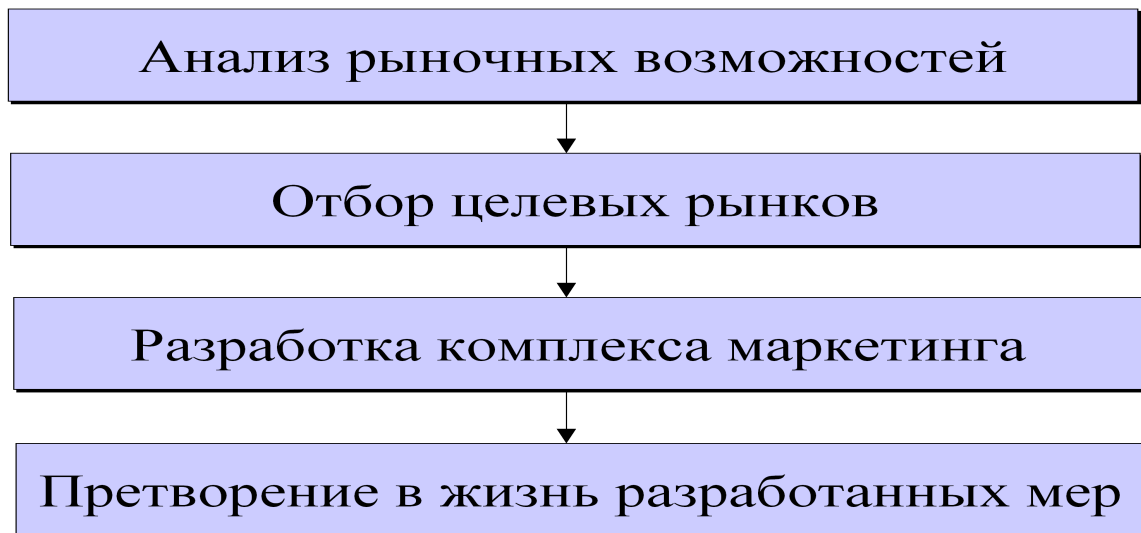 Анализ рыночных возможностей
Отбор целевых рынков
Разработка комплекса маркетинга
Претворение в жизнь разработанных мер